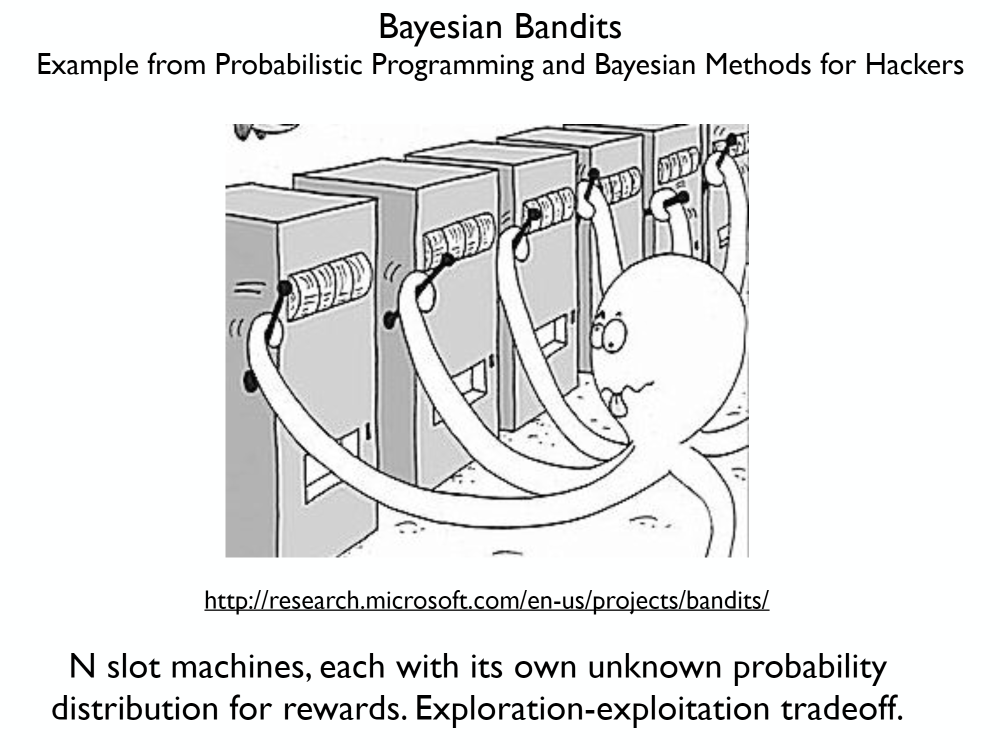 Bayesian Bandits
Example from Probabilistic Programming and Bayesian Methods for Hackers
http://research.microsoft.com/en-us/projects/bandits/
N slot machines, each with its own unknown probability
distribution for rewards. Exploration-exploitation tradeoff.